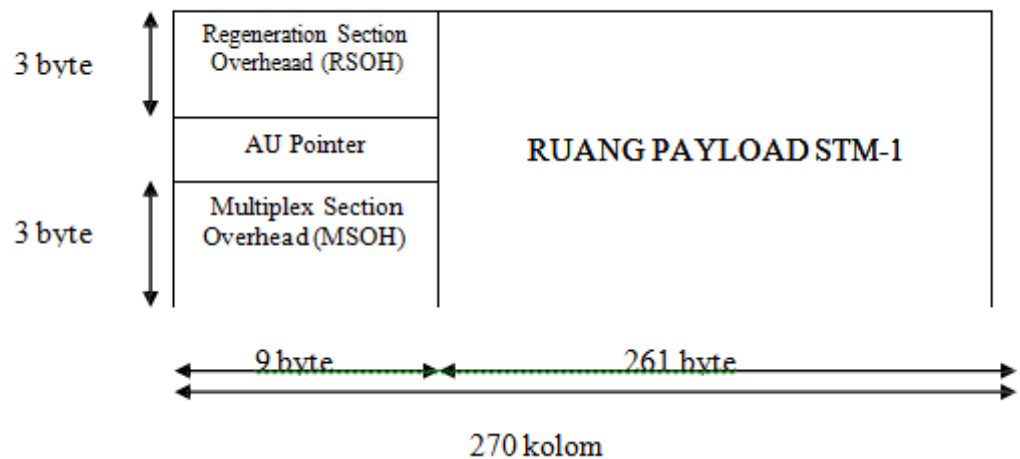 Regeneration Section
Overheaad (RSOH)
3 byte
AU Pointer
RUANG PAYLOAD STM-1
Multiplex Section
Overhead (MSOH)
3 byte
9 byte
261 byte
270 kolom